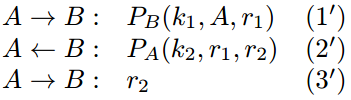 A → B : P_B(k_1, A, r_1) (1′)
A ← B : P_A(k_2, r_1, r_2) (2′)
A → B : r_2 (3′)